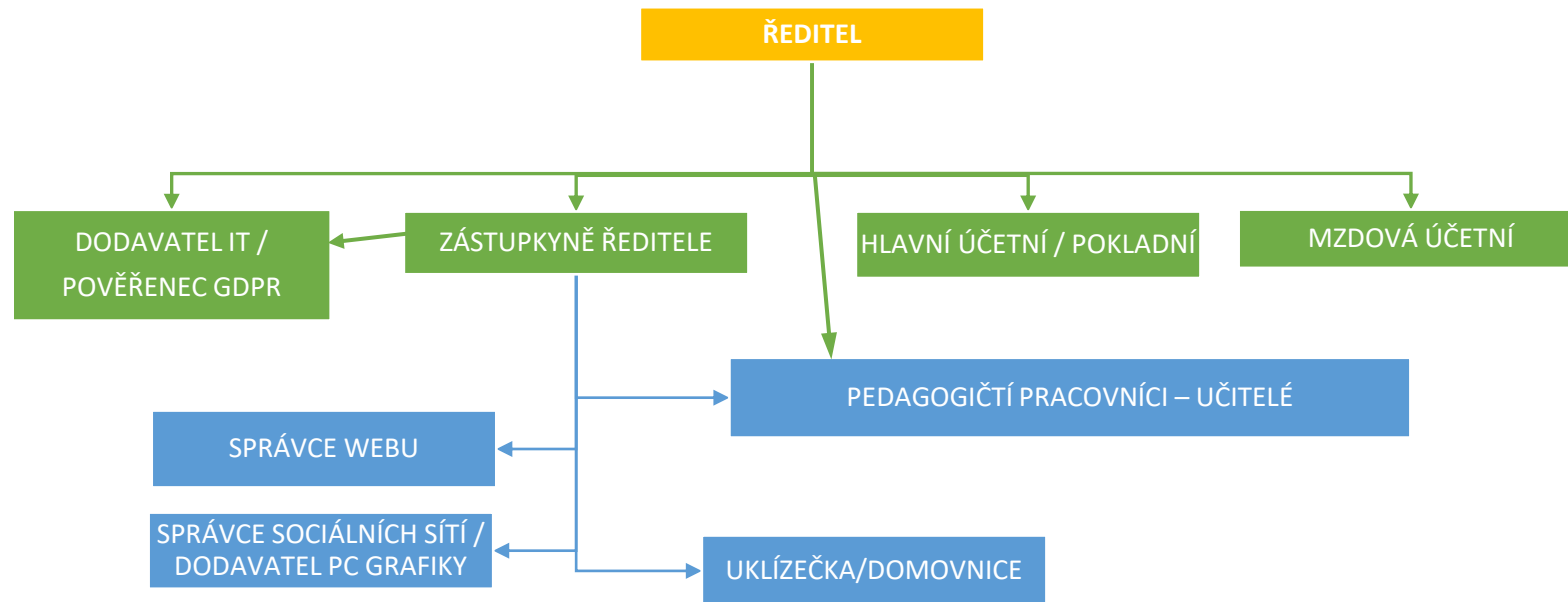 ŘEDITEL
DODAVATEL IT /
POVĚŘENEC GDPR
ZÁSTUPKYNĚ ŘEDITELE
HLAVNÍ ÚČETNÍ / POKLADNÍ
MZDOVÁ ÚČETNÍ
PEDAGOGIČTÍ PRACOVNÍCI – UČITELÉ
SPRÁVCE WEBU
SPRÁVCE SOCIÁLNÍCH SÍTÍ /
DODAVATEL PC GRAFIKY
UKLÍZEČKA/DOMOVNICE